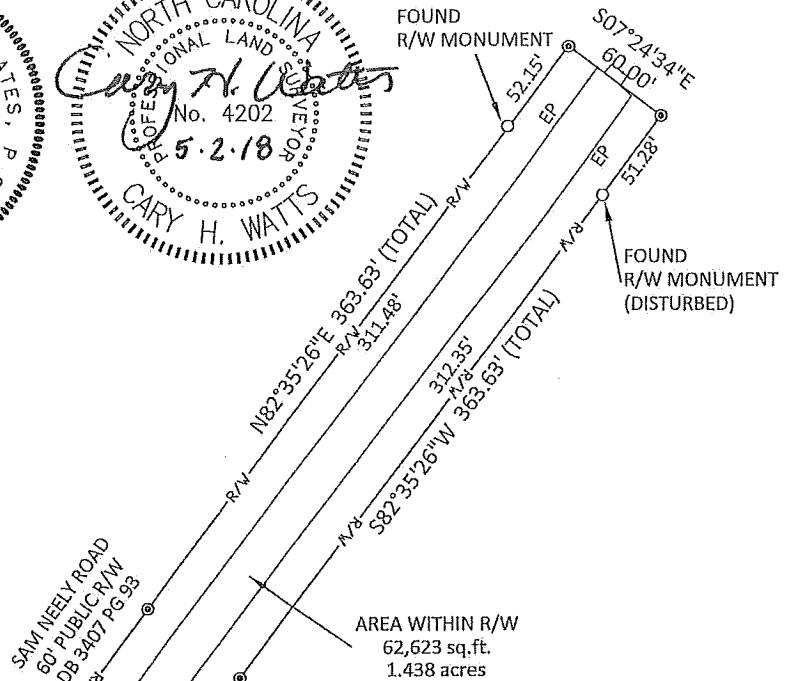 ATES, P.
NORTH CAROLINA
PROFESSIONAL LAND SURVEYOR
Cary H. Watts
No. 4202
5·2·18
CARY H. WATTS
FOUND
R/W MONUMENT
S07°24'34"E
60.00'
52.15'
EP
EP
51.28'
R/W
R/W
FOUND
R/W MONUMENT
(DISTURBED)
N82°35'26"E 363.63' (TOTAL)
R/W
311.48'
312.35'
R/W
S82°35'26"W 363.63' (TOTAL)
R/W
R/W
SAM NEELY ROAD
60' PUBLIC R/W
DB 3407 PG 93
AREA WITHIN R/W
62,623 sq.ft.
1.438 acres